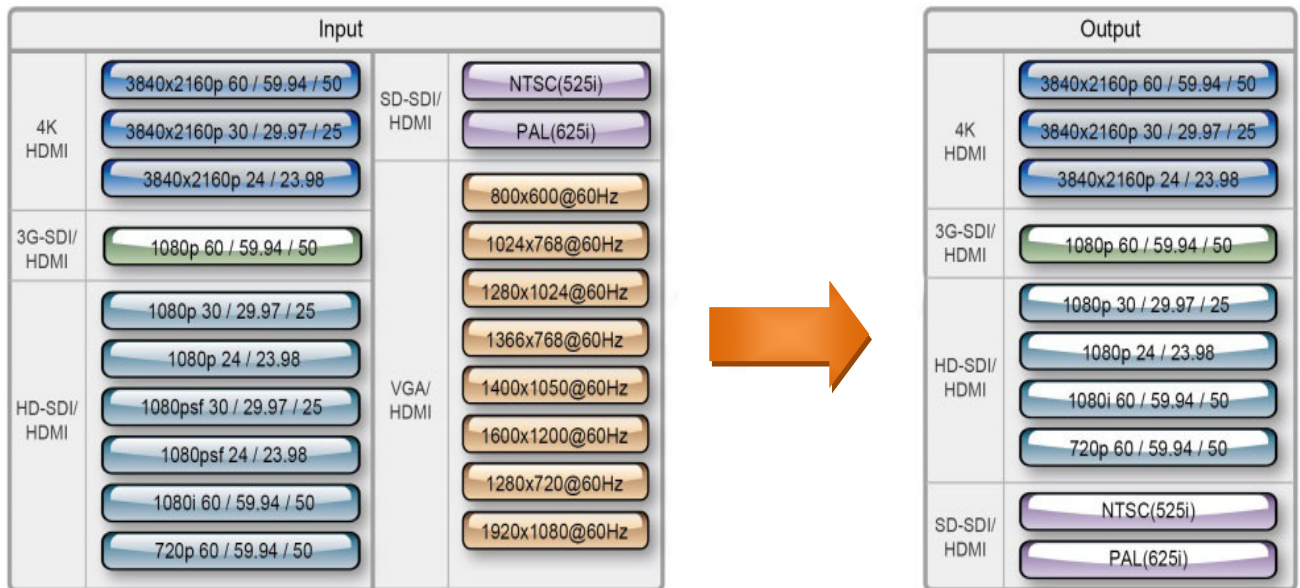 Input
4K
HDMI
3840x2160p 60 / 59.94 / 50
3840x2160p 30 / 29.97 / 25
3840x2160p 24 / 23.98
3G-SDI/
HDMI
1080p 60 / 59.94 / 50
HD-SDI/
HDMI
1080p 30 / 29.97 / 25
1080p 24 / 23.98
1080psf 30 / 29.97 / 25
1080psf 24 / 23.98
1080i 60 / 59.94 / 50
720p 60 / 59.94 / 50
SD-SDI/
HDMI
NTSC(525i)
PAL(625i)
VGA/
HDMI
800x600@60Hz
1024x768@60Hz
1280x1024@60Hz
1366x768@60Hz
1400x1050@60Hz
1600x1200@60Hz
1280x720@60Hz
1920x1080@60Hz
Output
4K
HDMI
3840x2160p 60 / 59.94 / 50
3840x2160p 30 / 29.97 / 25
3840x2160p 24 / 23.98
3G-SDI/
HDMI
1080p 60 / 59.94 / 50
HD-SDI/
HDMI
1080p 30 / 29.97 / 25
1080p 24 / 23.98
1080i 60 / 59.94 / 50
720p 60 / 59.94 / 50
SD-SDI/
HDMI
NTSC(525i)
PAL(625i)